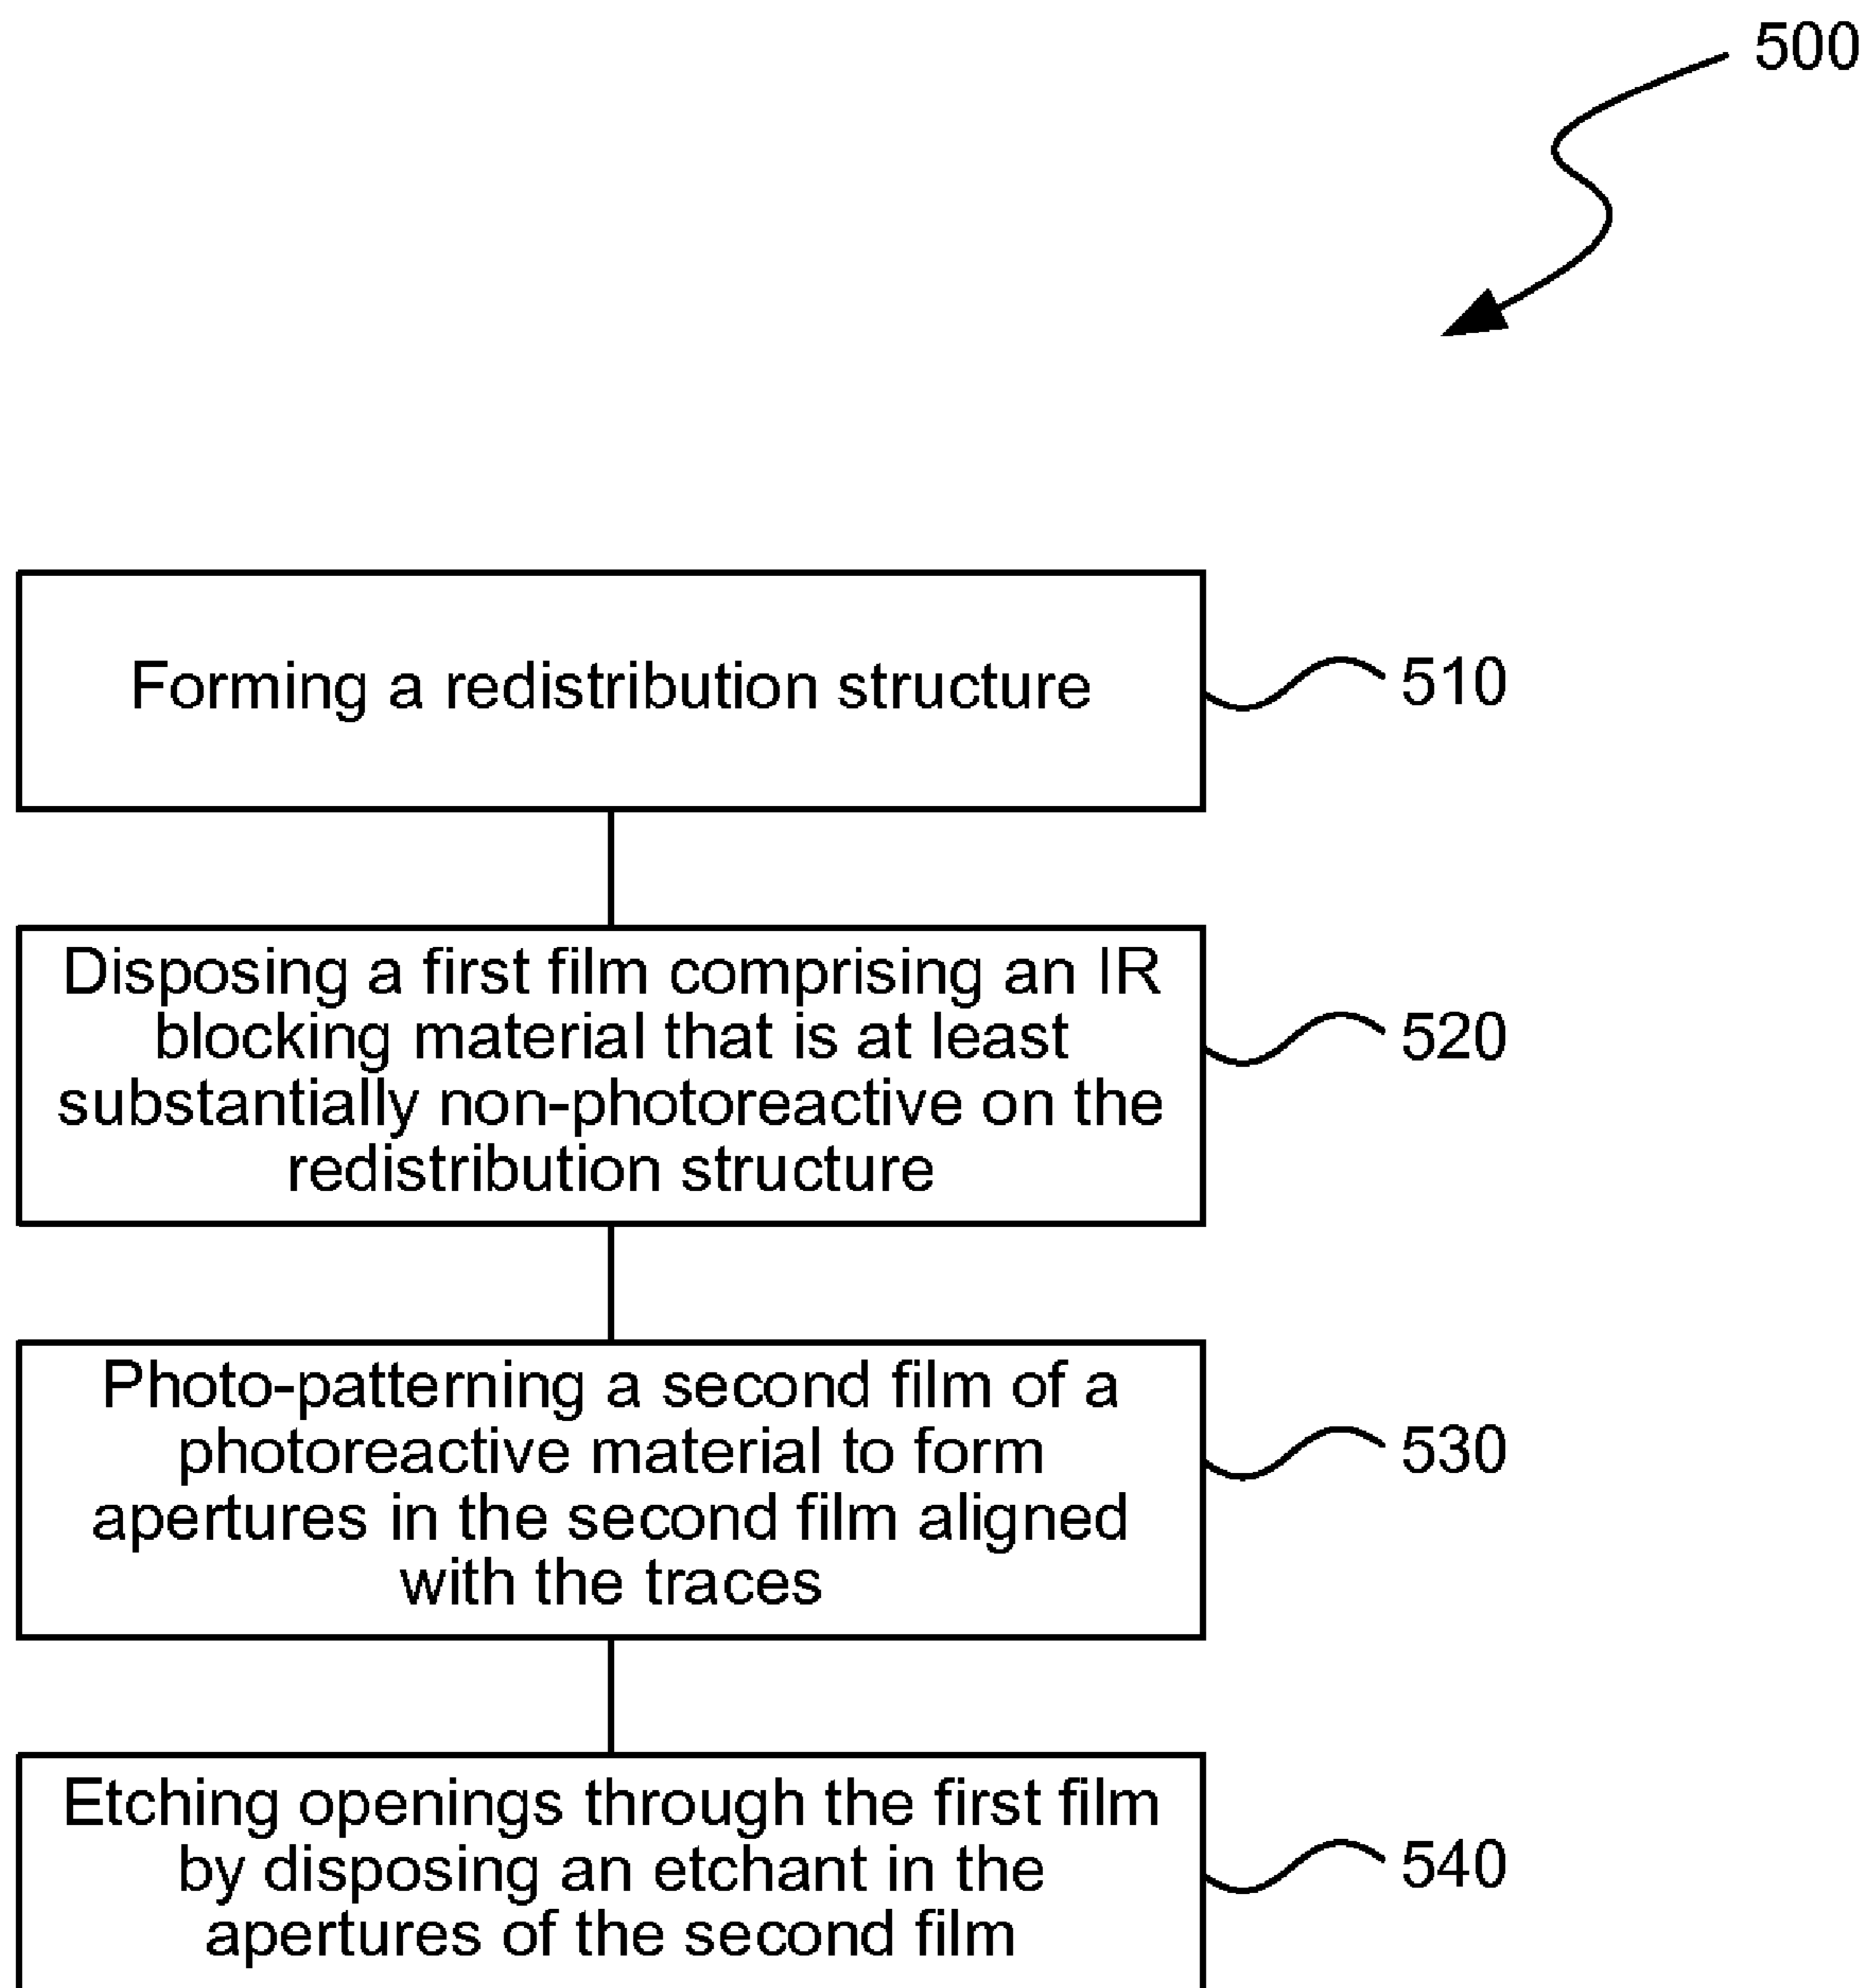 500
Forming a redistribution structure
510
Disposing a first film comprising an IR
blocking material that is at least
substantially non-photoreactive on the
redistribution structure
520
Photo-patterning a second film of a
photoreactive material to form
apertures in the second film aligned
with the traces
530
Etching openings through the first film
by disposing an etchant in the
apertures of the second film
540